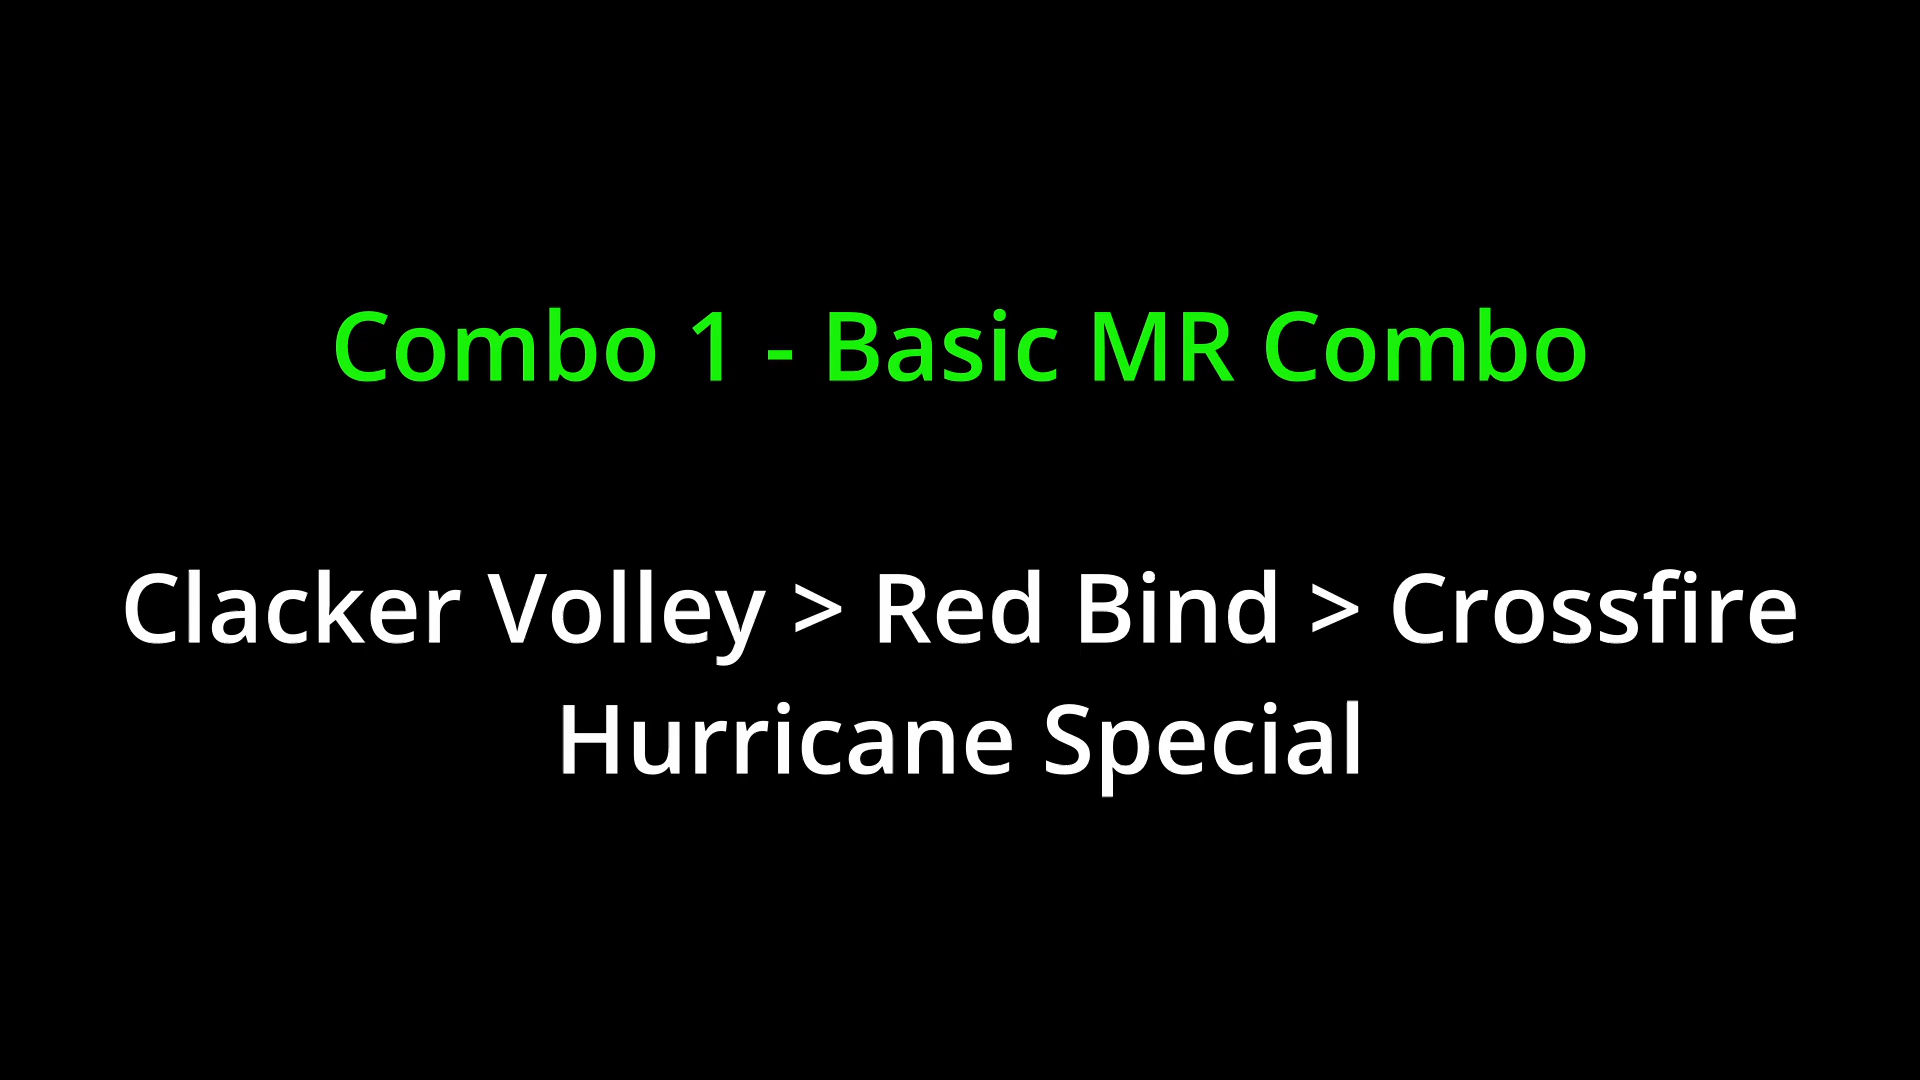 Combo 1 - Basic MR Combo
Clacker Volley > Red Bind > Crossfire
Hurricane Special